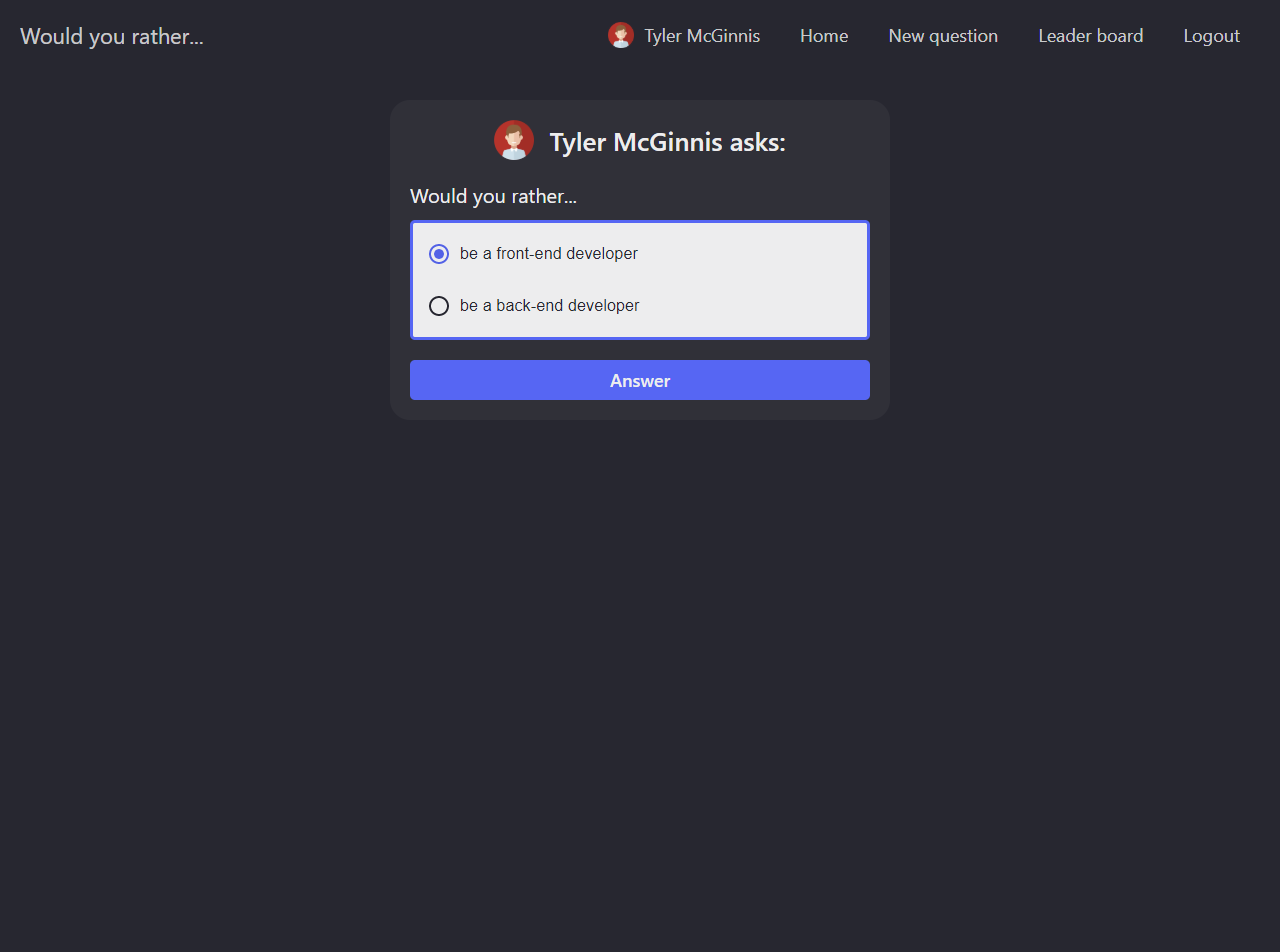 Would you rather...
Tyler McGinnis Home New question Leader board Logout
Tyler McGinnis asks:
Would you rather...
be a front-end developer
be a back-end developer
Answer